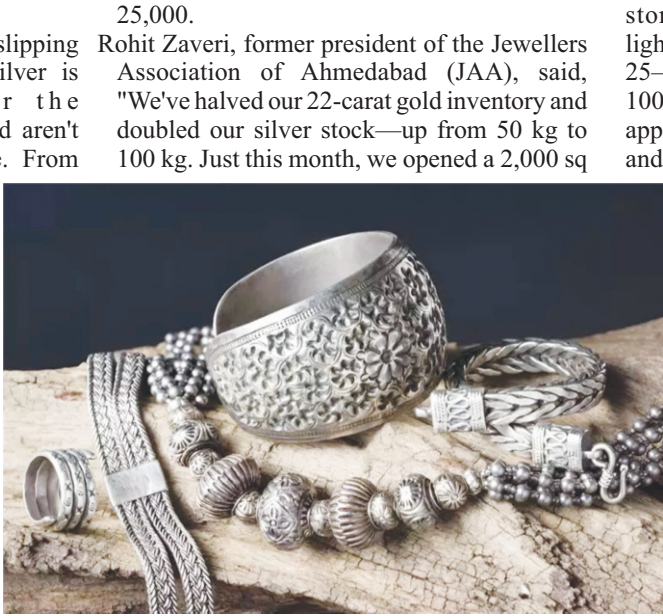 slipping
ilver is
r the
d aren't
. From
25,000.
Rohit Zaveri, former president of the Jewellers
Association of Ahmedabad (JAA), said,
"We've halved our 22-carat gold inventory and
doubled our silver stock—up from 50 kg to
100 kg. Just this month, we opened a 2,000 sq
ligh
25–
100
app
and